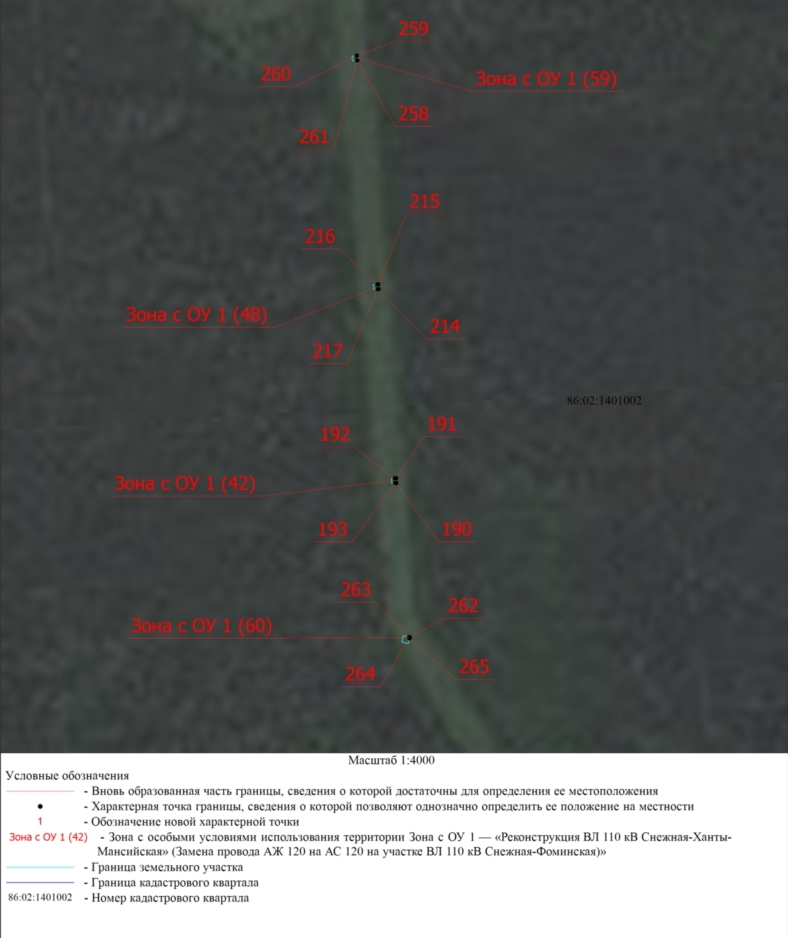 259
260
Зона с ОУ 1 (59)
258
261
215
216
Зона с ОУ 1 (48)
214
217
86:02:1401002
191
192
Зона с ОУ 1 (42)
193
190
263
262
Зона с ОУ 1 (60)
265
264
Масштаб 1:4000
Условные обозначения
- Вновь образованная часть границы, сведения о которой достаточны для определения ее местоположения
- Характерная точка границы, сведения о которой позволяют однозначно определить ее положение на местности
1 - Обозначение новой характерной точки
Зона с ОУ 1 (42) - Зона с особыми условиями использования территории Зона с ОУ 1 — «Реконструкция ВЛ 110 кВ Снежная-Ханты-
Мансийская» (Замена провода АЖ 120 на АС 120 на участке ВЛ 110 кВ Снежная-Фоминская)»
- Граница земельного участка
- Граница кадастрового квартала
86:02:1401002 - Номер кадастрового квартала